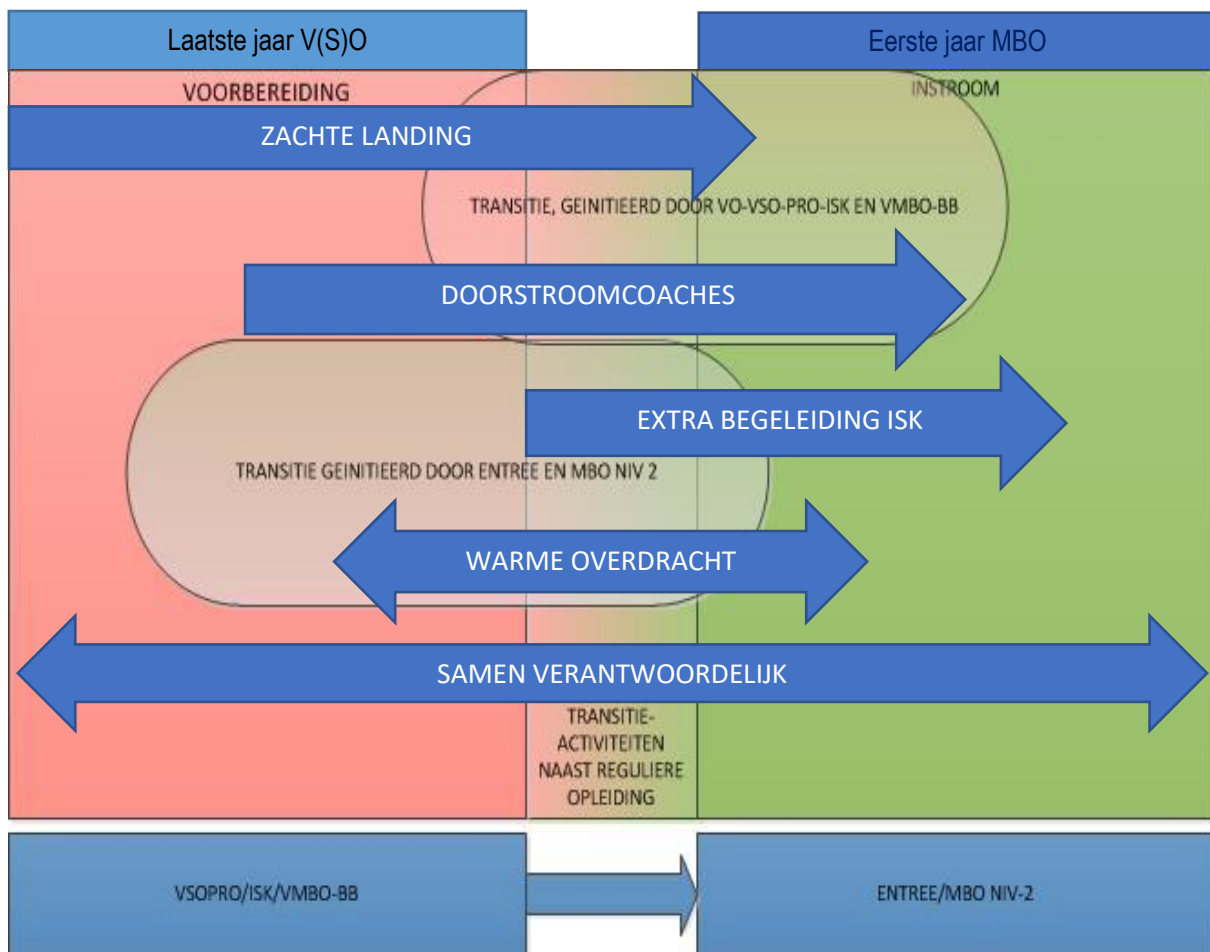 Laatste jaar V(S)O
Eerste jaar MBO
VOORBEREIDING
INSTROOM
ZACHTE LANDING
TRANSITIE, GEINITIEERD DOOR VO-VSO-PRO-ISK EN VMBO-BB
DOORSTROOMCOACHES
EXTRA BEGELEIDING ISK
TRANSITIE GEINITIEERD DOOR ENTREE EN MBO NIV 2
WARME OVERDRACHT
SAMEN VERANTWOORDELIJK
TRANSITIE-
ACTIVITEITEN
NAAST REGULIERE
OPLEIDING
VSOPRO/ISK/VMBO-BB
ENTREE/MBO NIV-2